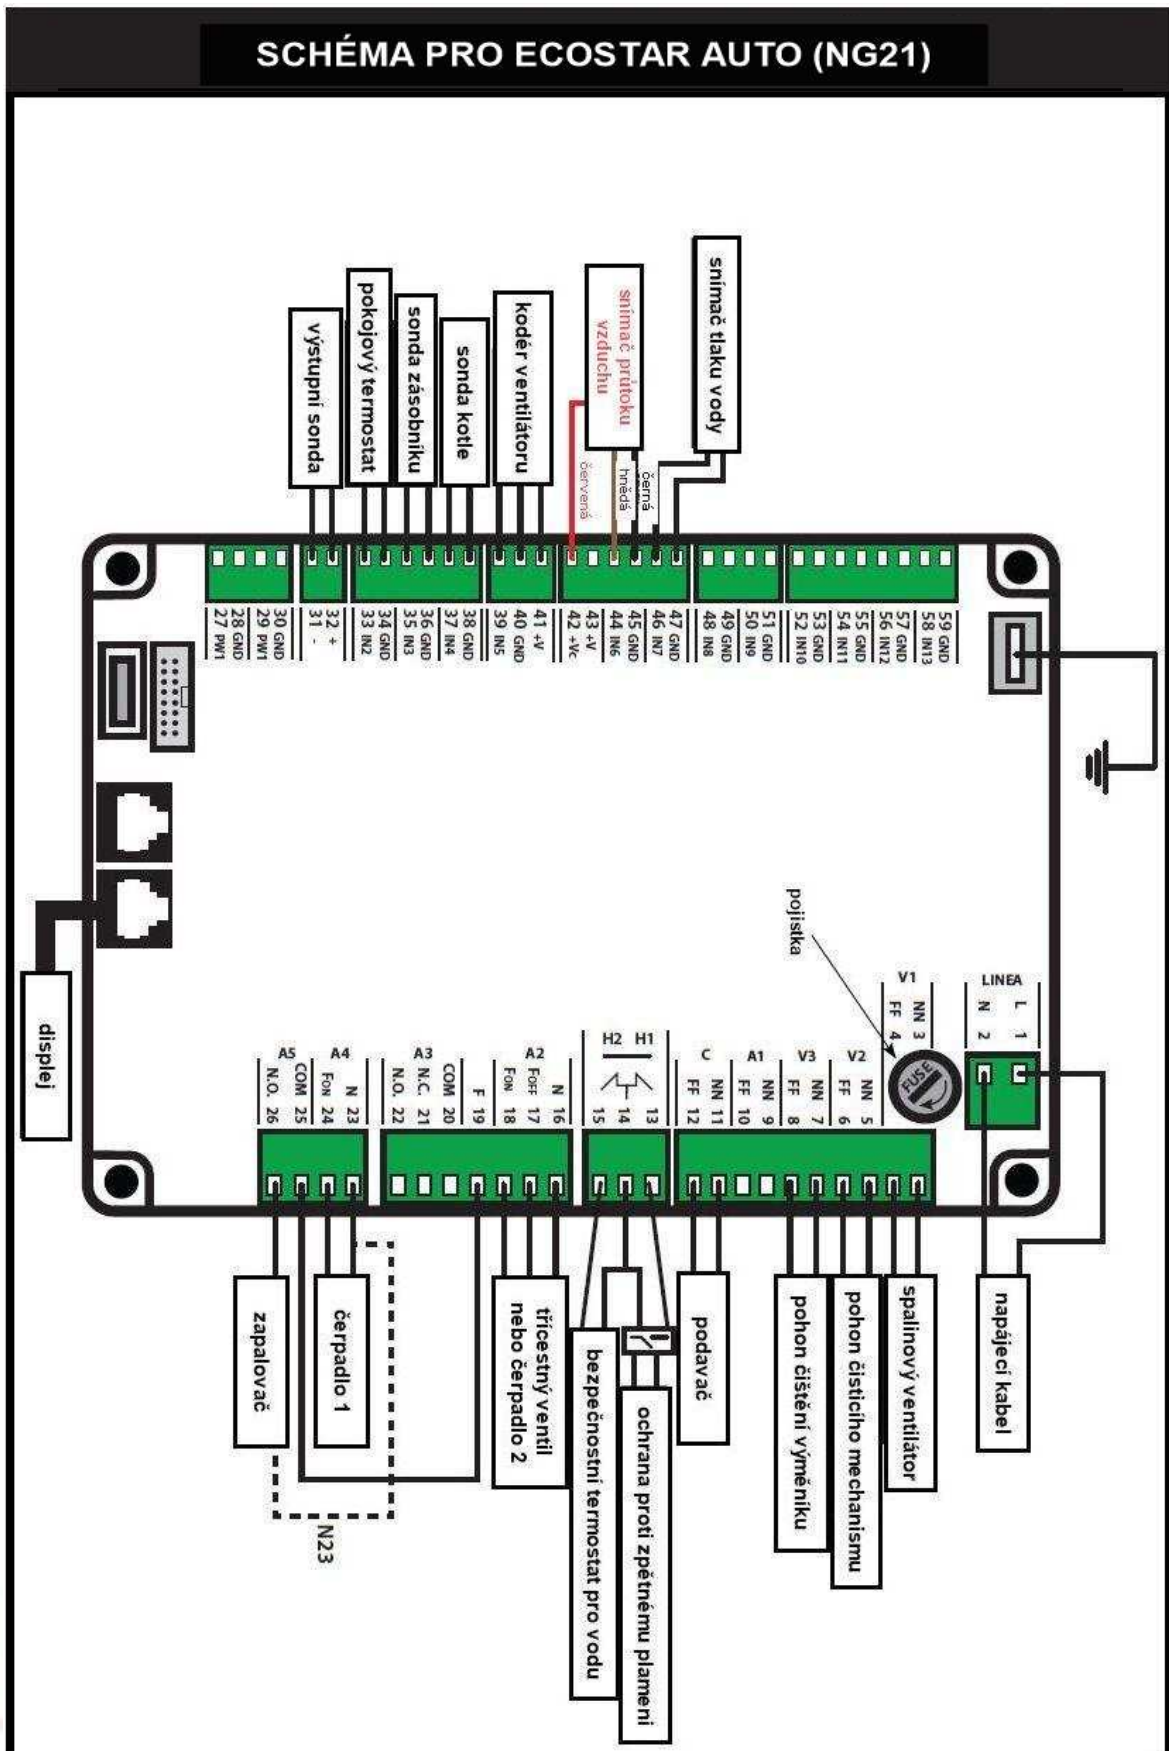 SCHÉMA PRO ECOSTAR AUTO (NG21)
výstupní sonda
pokojový termostat
sonda zásobníku
sonda kotle
kodér ventilátoru
snímač průtoku
vzduchu
snímač tlaku vody
červená
hnědá
černá
27 PW1
28 GND
29 PW1
30 GND
31 -
32 +
33 IN2
34 GND
35 IN3
36 GND
37 IN4
38 GND
39 IN5
40 GND
41 +V
42 +Vc
43 +V
44 IN6
45 GND
46 IN7
47 GND
48 IN8
49 GND
50 IN9
51 GND
52 IN10
53 GND
54 IN11
55 GND
56 IN12
57 GND
58 IN13
59 GND
pojistka
FUSE
displej
LINEA
L 1
N 2
V1
NN 3
FF 4
V2
NN 5
FF 6
V3
NN 7
FF 8
A1
NN 9
FF 10
C
NN 11
FF 12
H2 H1
13
14
15
A2
N 16
FOFF 17
FON 18
F 19
A3
COM 20
N.C. 21
N.O. 22
A4
N 23
FON 24
A5
COM 25
N.O. 26
zapalovač
čerpadlo 1
N23
třícestný ventil
nebo čerpadlo 2
bezpečnostní termostat pro vodu
ochrana proti zpětnému plameni
podavač
pohon čištění výměníku
pohon čisticího mechanismu
spalinový ventilátor
napájecí kabel